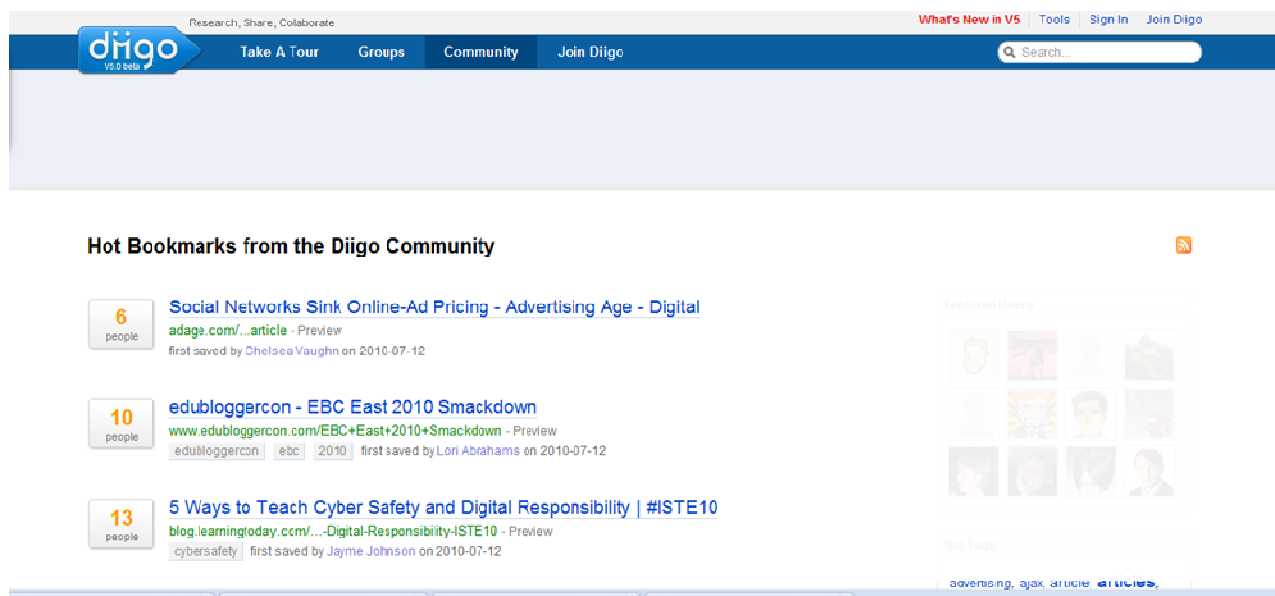 Research, Share, Colaborate
What's New in V5 Tools Sign In Join Diigo
diigo
V5.0 beta
Take A Tour Groups Community Join Diigo
Search...
Hot Bookmarks from the Diigo Community
6 people
Social Networks Sink Online-Ad Pricing - Advertising Age - Digital
adage.com/...article - Preview
first saved by Chelsea Vaughn on 2010-07-12
Featured Users
10 people
edubloggercon - EBC East 2010 Smackdown
www.edubloggercon.com/EBC+East+2010+Smackdown - Preview
edubloggercon ebc 2010 first saved by Lori Abrahams on 2010-07-12
13 people
5 Ways to Teach Cyber Safety and Digital Responsibility | #ISTE10
blog.learningtoday.com/...-Digital-Responsibility-ISTE10 - Preview
cybersafety first saved by Jayme Johnson on 2010-07-12
Hot Tags
advertising, ajax, article articles,